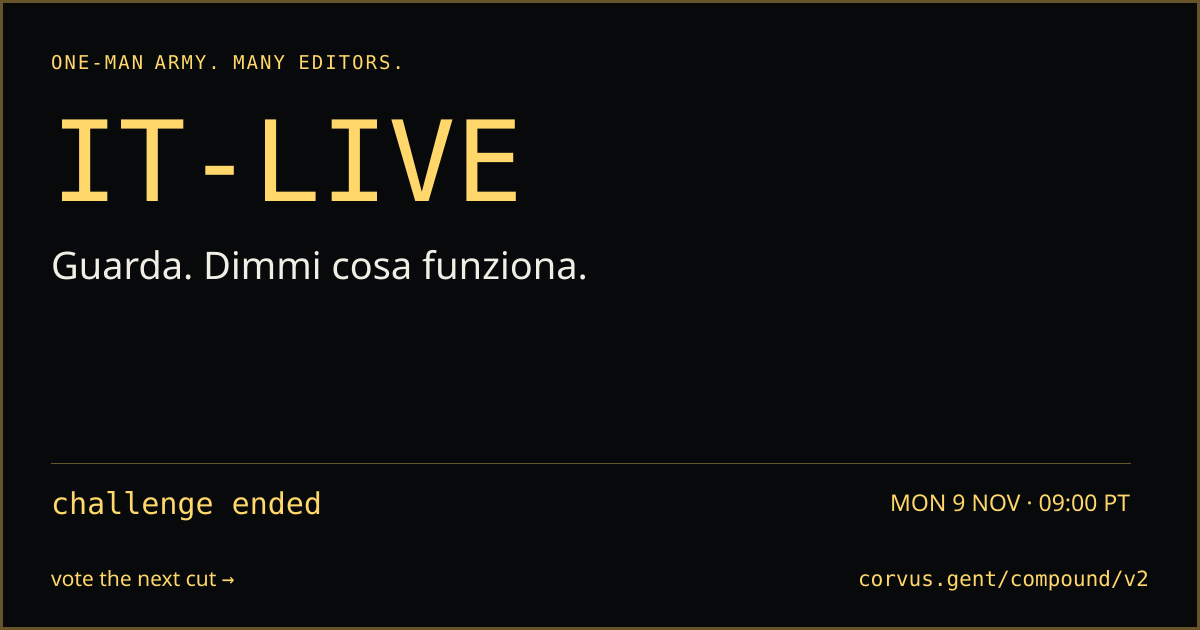 ONE-MAN ARMY. MANY EDITORS.
IT-LIVE
Guarda. Dimmi cosa funziona.
challenge ended
MON 9 NOV · 09:00 PT
vote the next cut →
corvus.gent/compound/v2